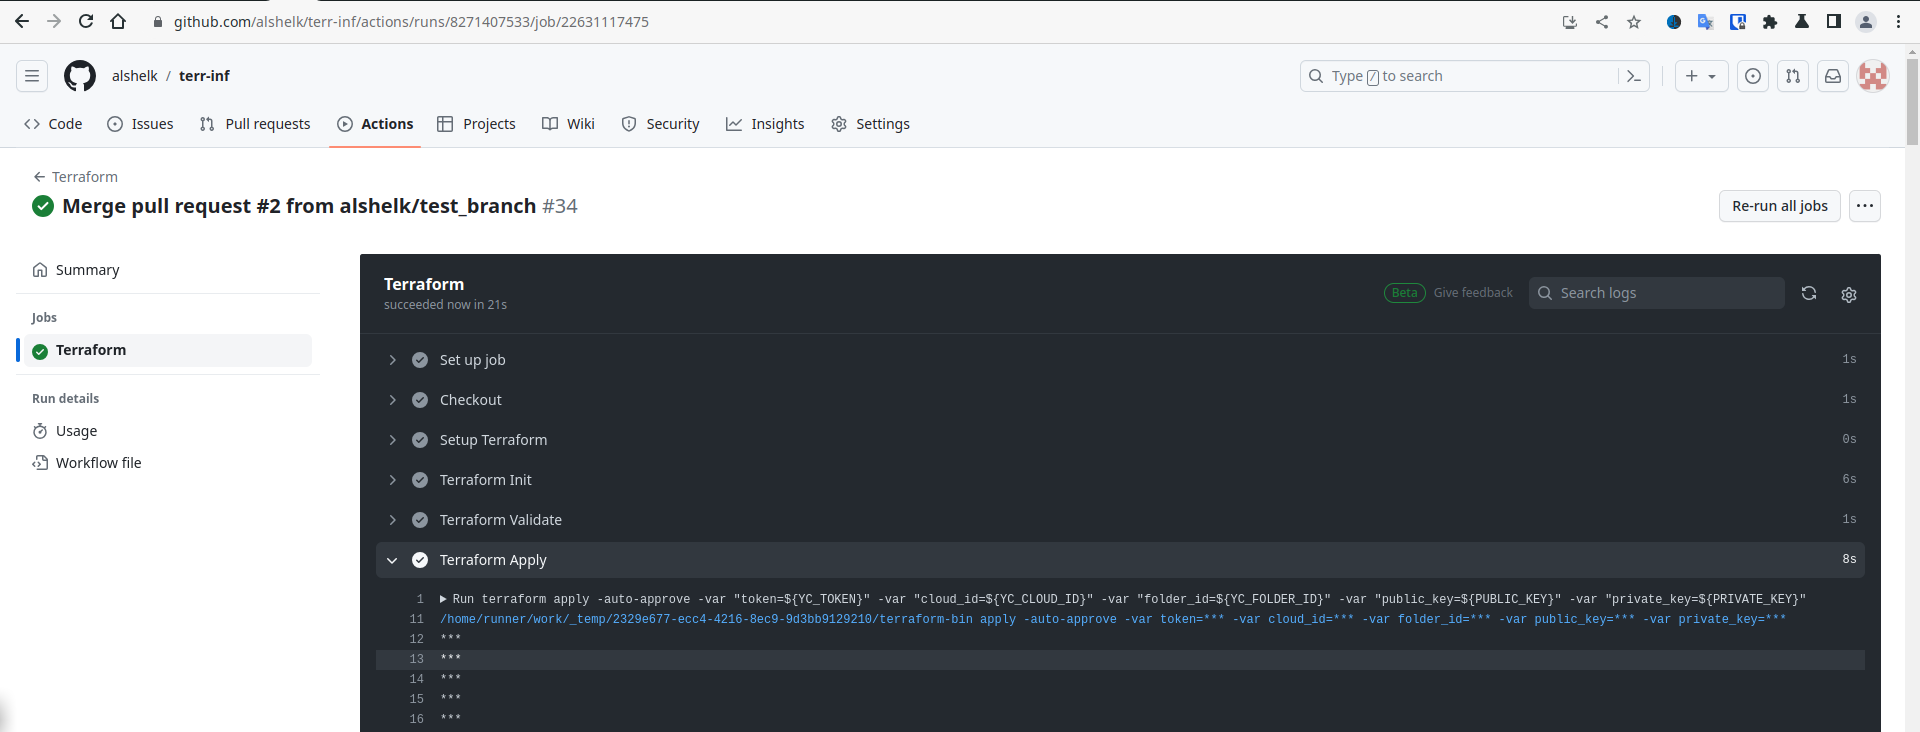 github.com/alshelk/terr-inf/actions/runs/8271407533/job/22631117475
alshelk / terr-inf
Type / to search
Code Issues Pull requests Actions Projects Wiki Security Insights Settings
Terraform
Merge pull request #2 from alshelk/test_branch #34
Re-run all jobs
Summary
Jobs
Terraform
Run details
Usage
Workflow file
Terraform
succeeded now in 21s
Beta Give feedback
Search logs
Set up job 1s
Checkout 1s
Setup Terraform 0s
Terraform Init 6s
Terraform Validate 1s
Terraform Apply 8s
1 Run terraform apply -auto-approve -var "token=${YC_TOKEN}" -var "cloud_id=${YC_CLOUD_ID}" -var "folder_id=${YC_FOLDER_ID}" -var "public_key=${PUBLIC_KEY}" -var "private_key=${PRIVATE_KEY}"
11 /home/runner/work/_temp/2329e677-ecc4-4216-8ec9-9d3bb9129210/terraform-bin apply -auto-approve -var token=*** -var cloud_id=*** -var folder_id=*** -var public_key=*** -var private_key=***
12 ***
13 ***
14 ***
15 ***
16 ***